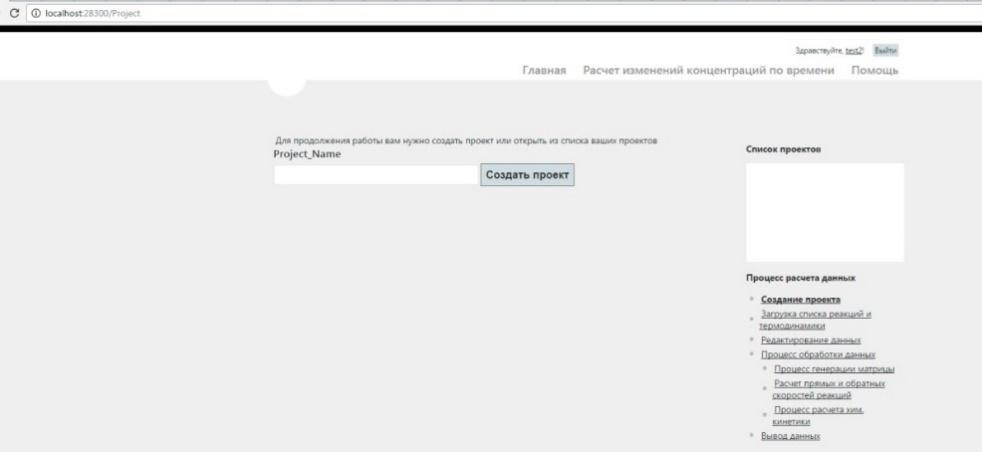 localhost:28300/Project
Здравствуйте, test2! Выйти
Главная Расчет изменений концентраций по времени Помощь
Для продолжения работы вам нужно создать проект или открыть из списка ваших проектов
Project_Name
Создать проект
Список проектов
Процесс расчета данных
Создание проекта
Загрузка списка реакций и
термодинамики
Редактирование данных
Процесс обработки данных
Процесс генерации матрицы
Расчет прямых и обратных
скоростей реакций
Процесс расчета хим.
кинетики
Вывод данных